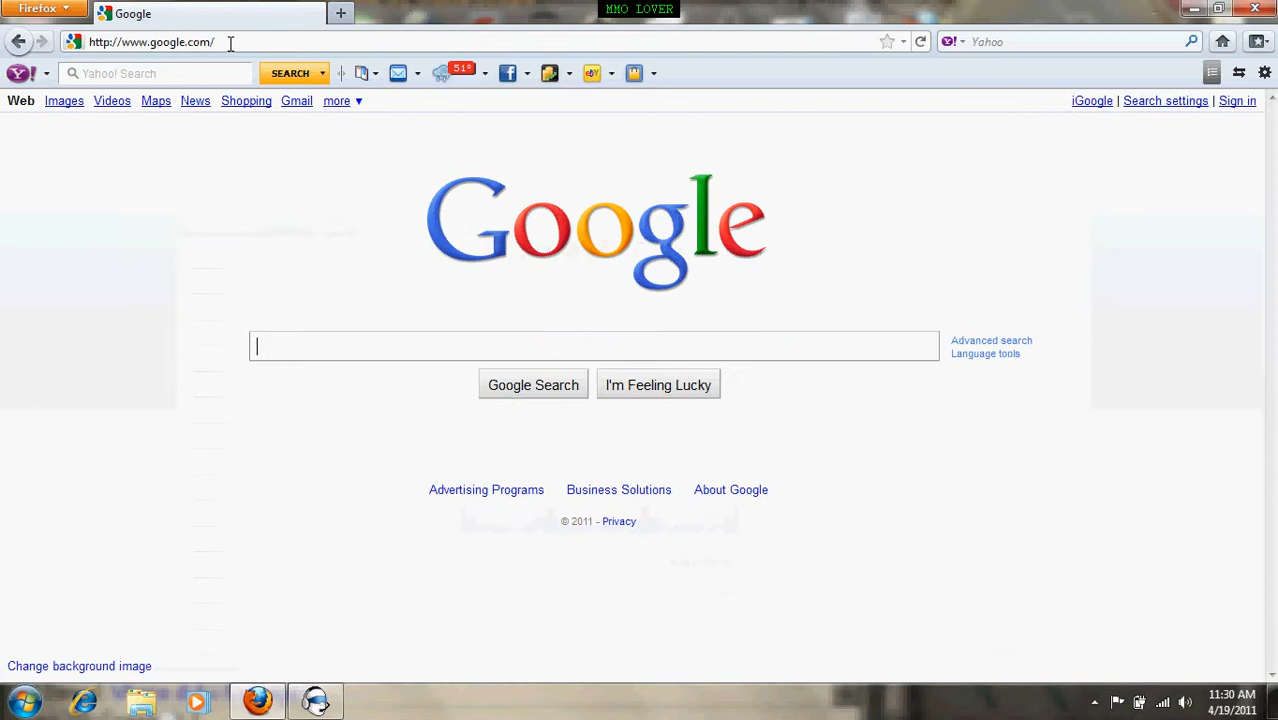 MMO LOVER
Firefox
Google
http://www.google.com/
Yahoo
Yahoo! Search
SEARCH
51°
Web Images Videos Maps News Shopping Gmail more ▼
iGoogle | Search settings | Sign in
Google
Advanced search
Language tools
Google Search
I'm Feeling Lucky
Advertising Programs Business Solutions About Google
© 2011 - Privacy
Change background image
11:30 AM
4/19/2011